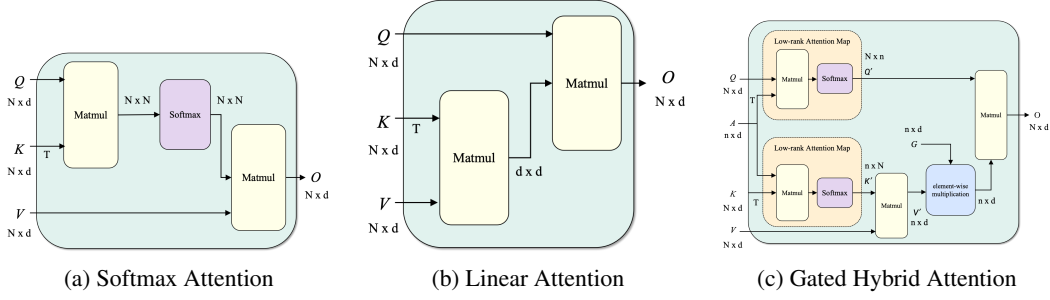 Q
N x d
K
T
N x d
V
N x d
Matmul
N x N
Softmax
N x N
Matmul
O
N x d
(a) Softmax Attention
Q
N x d
K
T
N x d
V
N x d
Matmul
d x d
Matmul
O
N x d
(b) Linear Attention
Low-rank Attention Map
Q
N x d
T
Matmul
Softmax
N x n
Q'
A
n x d
Low-rank Attention Map
K
N x d
T
Matmul
Softmax
n x N
K'
V
N x d
Matmul
V'
n x d
n x d
G
element-wise
multiplication
n x d
Matmul
O
N x d
(c) Gated Hybrid Attention